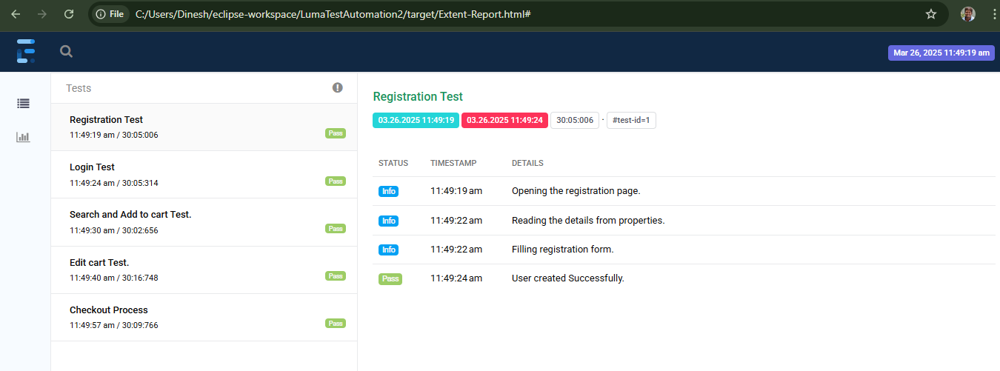 File C:/Users/Dinesh/eclipse-workspace/LumaTestAutomation2/target/Extent-Report.html#
Mar 26, 2025 11:49:19 am
Tests
Registration Test
11:49:19 am / 30:05:006
Pass
Login Test
11:49:24 am / 30:05:314
Pass
Search and Add to cart Test.
11:49:30 am / 30:02:656
Pass
Edit cart Test.
11:49:40 am / 30:16:748
Pass
Checkout Process
11:49:57 am / 30:09:766
Pass
Registration Test
03.26.2025 11:49:19 03.26.2025 11:49:24 30:05:006 · #test-id=1
STATUS TIMESTAMP DETAILS
Info 11:49:19 am Opening the registration page.
Info 11:49:22 am Reading the details from properties.
Info 11:49:22 am Filling registration form.
Pass 11:49:24 am User created Successfully.